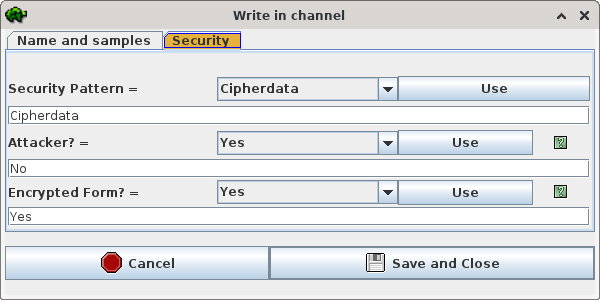 Write in channel
Name and samples Security
Security Pattern = Cipherdata Use
Cipherdata
Attacker? = Yes Use ?
No
Encrypted Form? = Yes Use ?
Yes
Cancel Save and Close